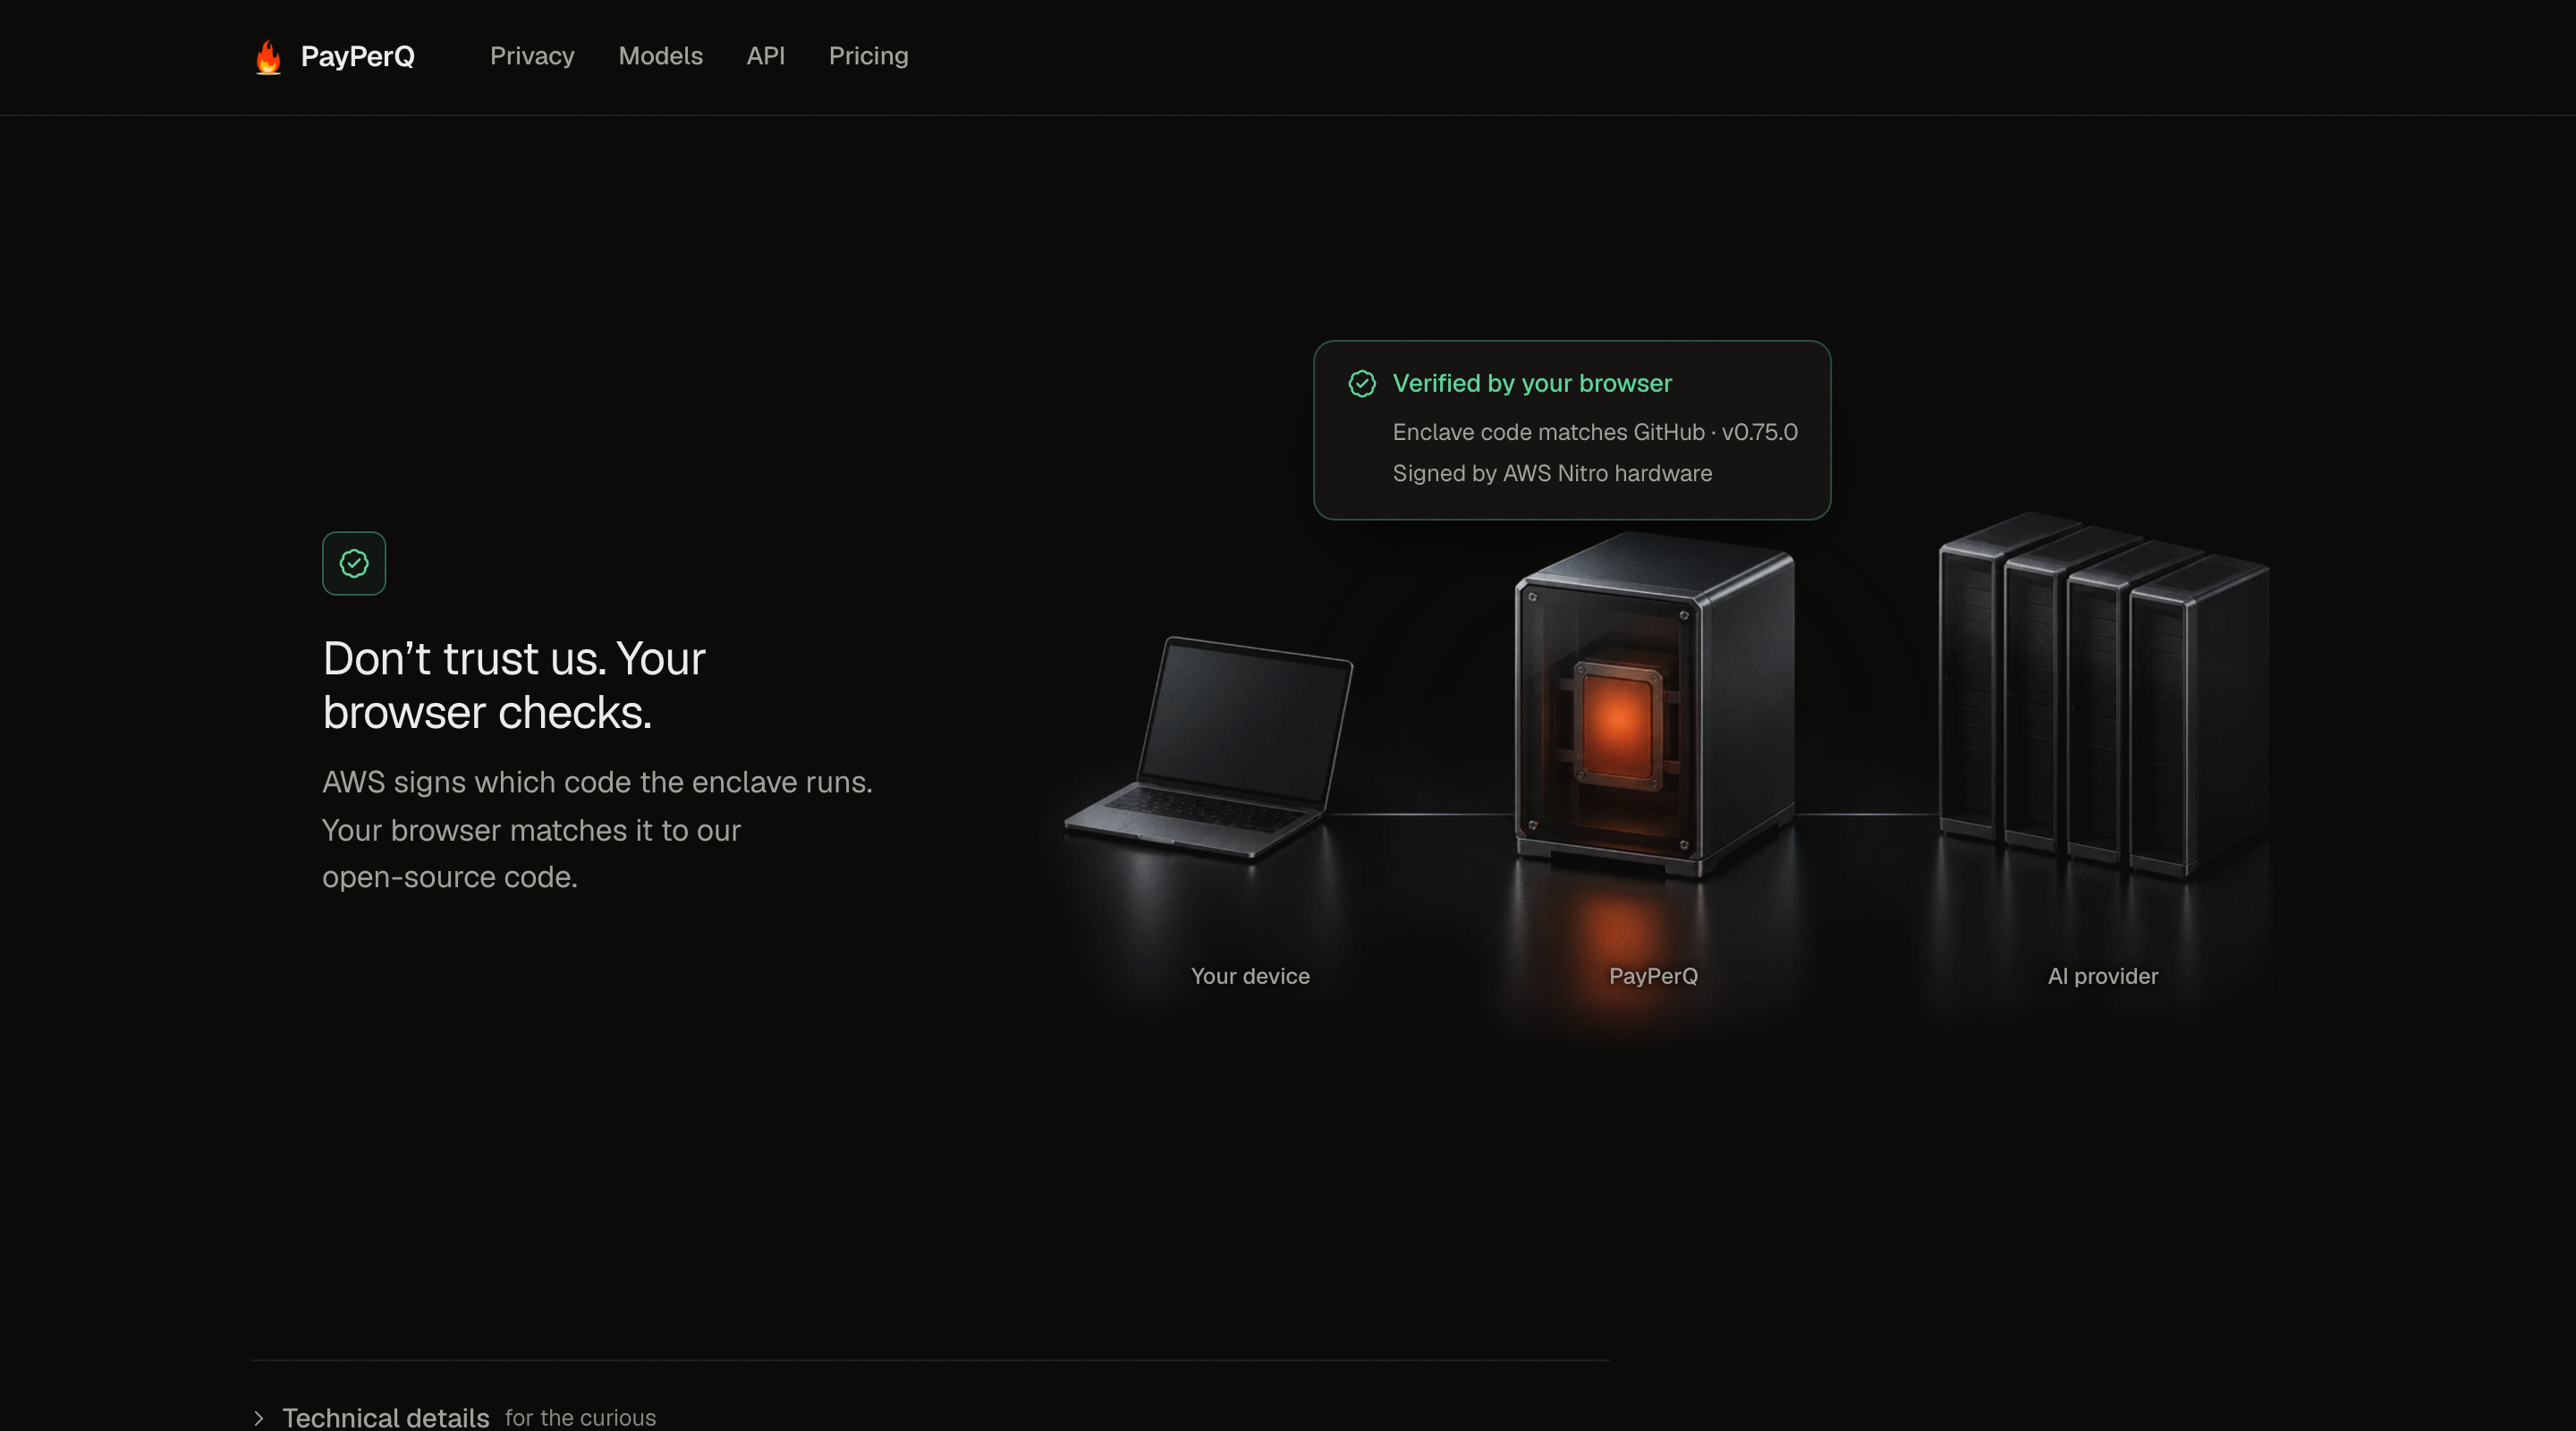 PayPerQ
Privacy
Models
API
Pricing
Verified by your browser
Enclave code matches GitHub · v0.75.0
Signed by AWS Nitro hardware
Don’t trust us. Your
browser checks.
AWS signs which code the enclave runs.
Your browser matches it to our
open-source code.
Your device
PayPerQ
AI provider
Technical details for the curious